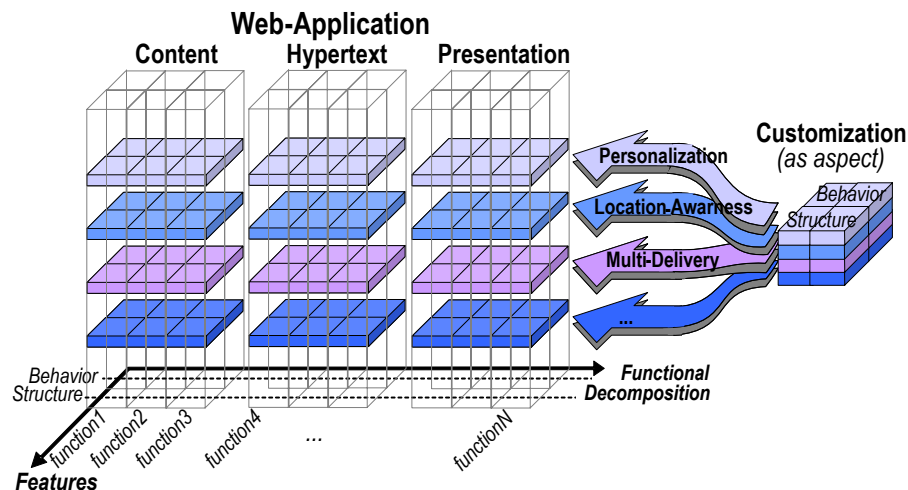 Web-Application
Content
Hypertext
Presentation
Customization
(as aspect)
Personalization
Location-Awarness
Multi-Delivery
...
Behavior
Structure
Behavior
Structure
Functional
Decomposition
function1
function2
function3
function4
...
functionN
Features